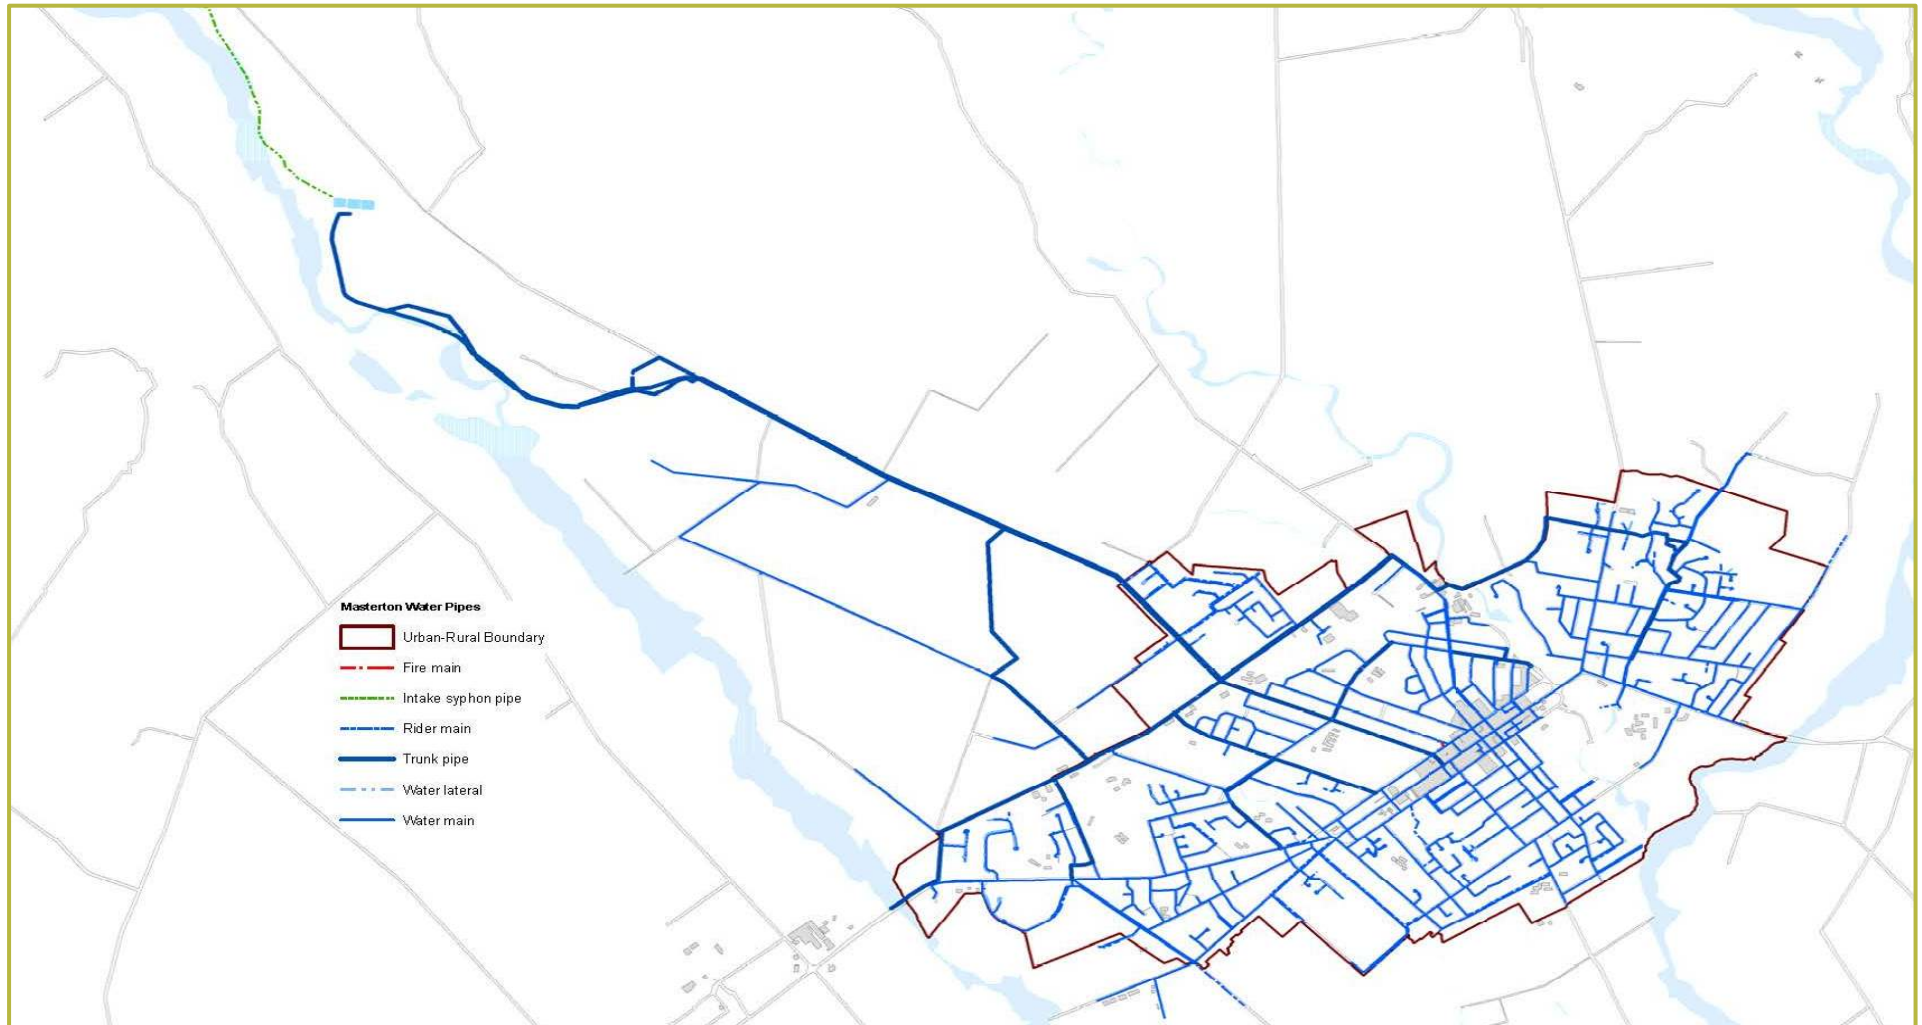 Masterton Water Pipes
Urban-Rural Boundary
Fire main
Intake syphon pipe
Rider main
Trunk pipe
Water lateral
Water main